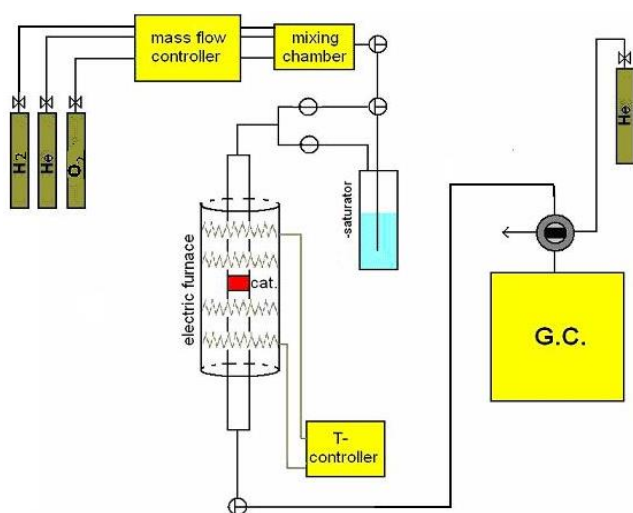 mass flow
controller
mixing
chamber
H2
He
O2
He
-saturator
electric furnace
cat.
G.C.
T-
controller